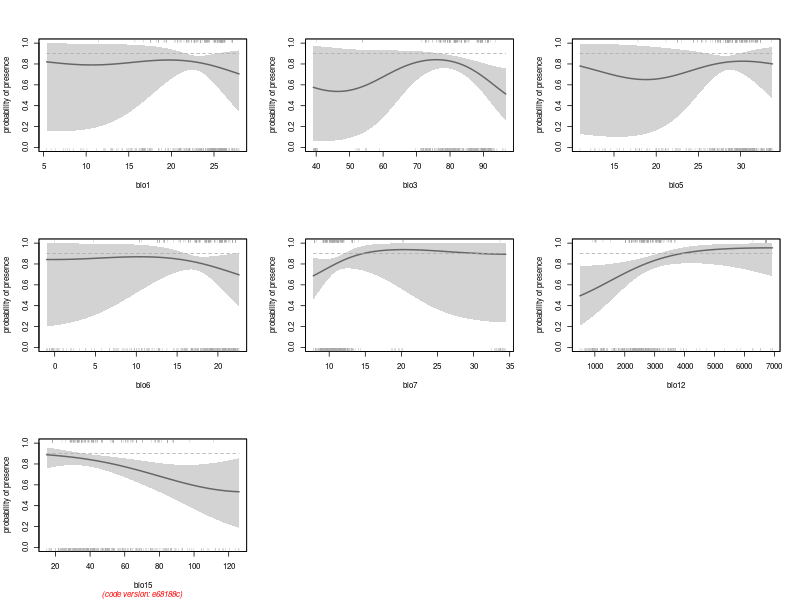 probability of presence
0.0 0.2 0.4 0.6 0.8 1.0
5 10 15 20 25
bio1
probability of presence
0.0 0.2 0.4 0.6 0.8 1.0
40 50 60 70 80 90
bio3
probability of presence
0.0 0.2 0.4 0.6 0.8 1.0
15 20 25 30
bio5
probability of presence
0.0 0.2 0.4 0.6 0.8 1.0
0 5 10 15 20
bio6
probability of presence
0.0 0.2 0.4 0.6 0.8 1.0
10 15 20 25 30 35
bio7
probability of presence
0.0 0.2 0.4 0.6 0.8 1.0
1000 2000 3000 4000 5000 6000 7000
bio12
probability of presence
0.0 0.2 0.4 0.6 0.8 1.0
20 40 60 80 100 120
bio15
(code version: e68188c)